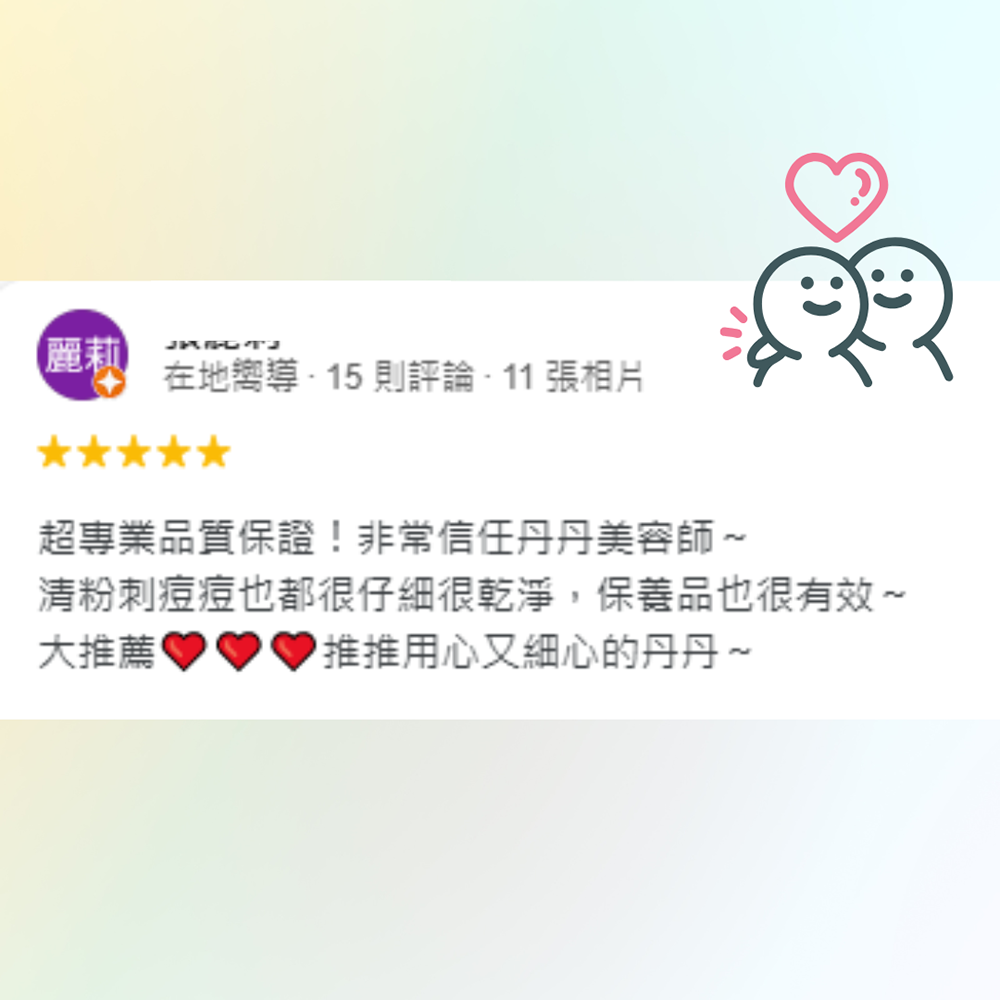 麗莉
在地嚮導 · 15 則評論 · 11 張相片
超專業品質保證！非常信任丹丹美容師～
清粉刺痘痘也都很仔細很乾淨，保養品也很有效～
大推薦❤️❤️❤️推推用心又細心的丹丹～